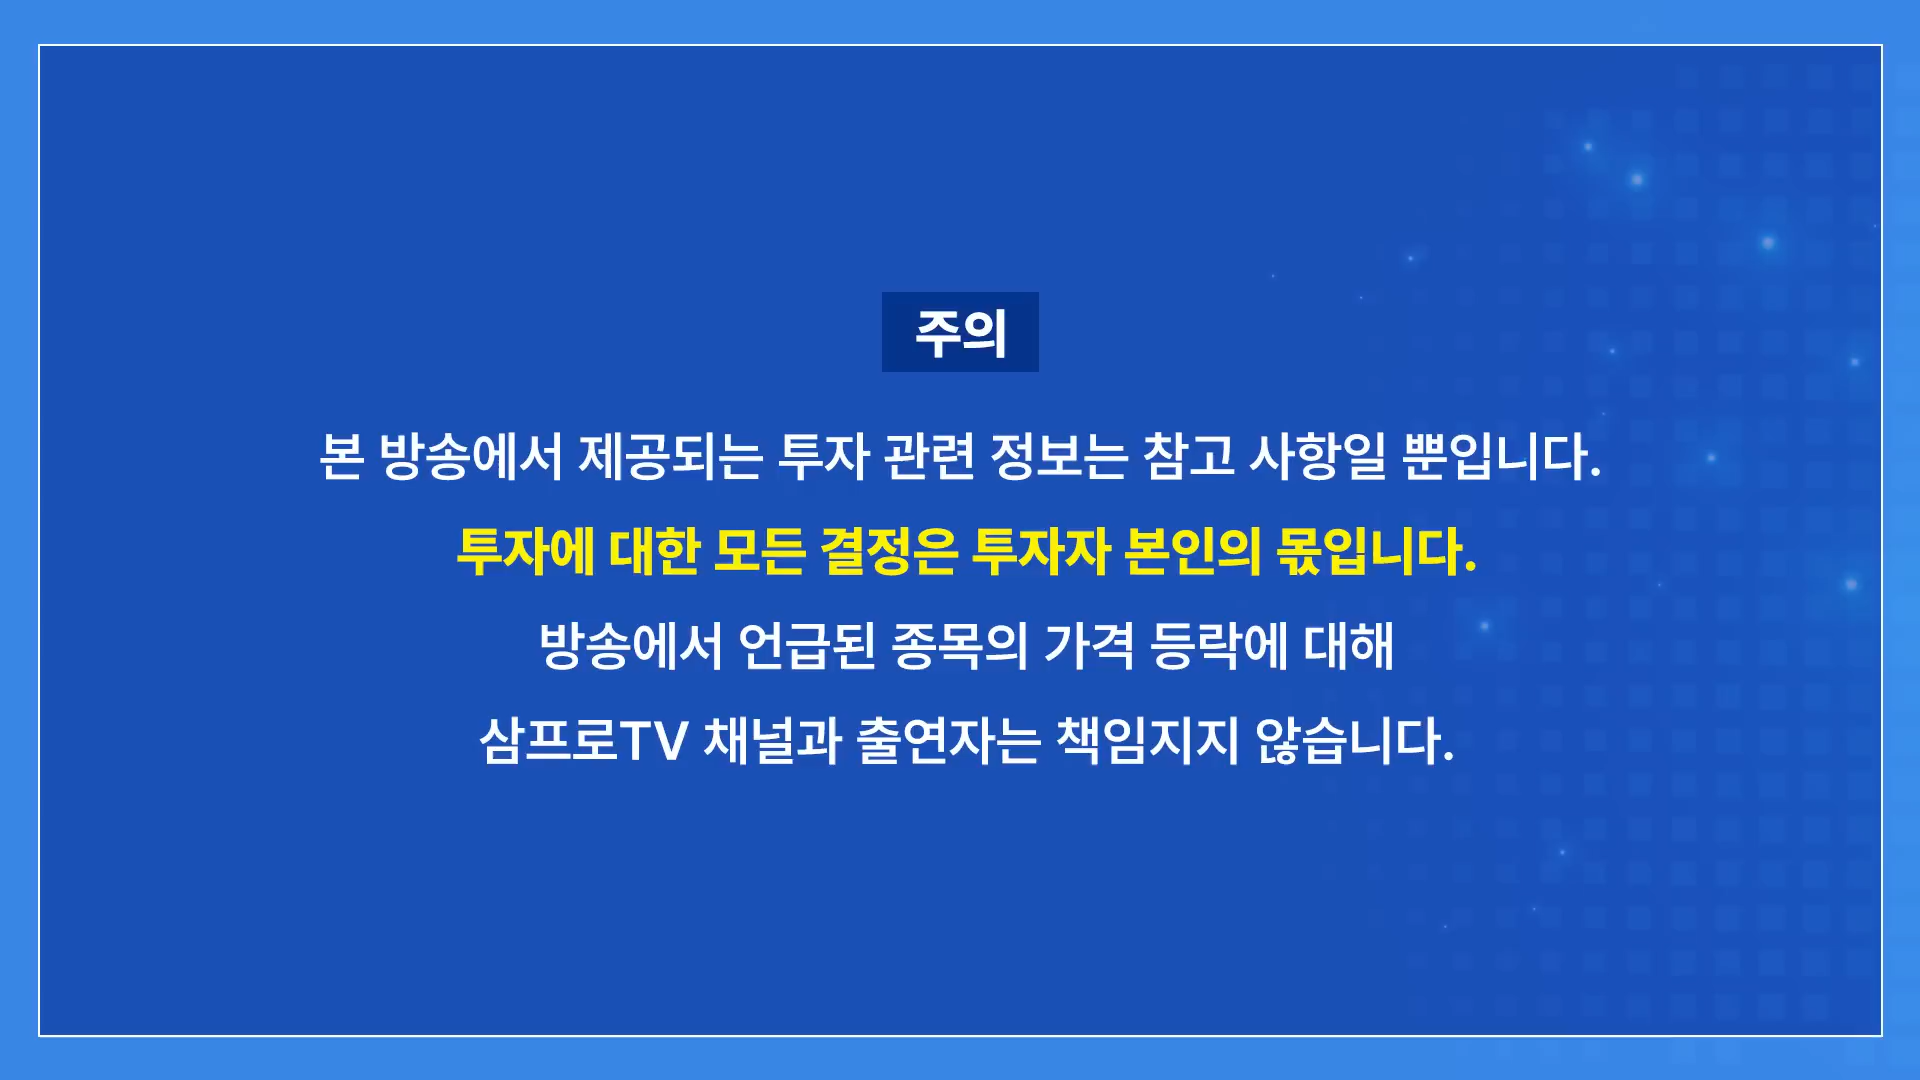 주의
본 방송에서 제공되는 투자 관련 정보는 참고 사항일 뿐입니다.
투자에 대한 모든 결정은 투자자 본인의 몫입니다.
방송에서 언급된 종목의 가격 등락에 대해
삼프로TV 채널과 출연자는 책임지지 않습니다.